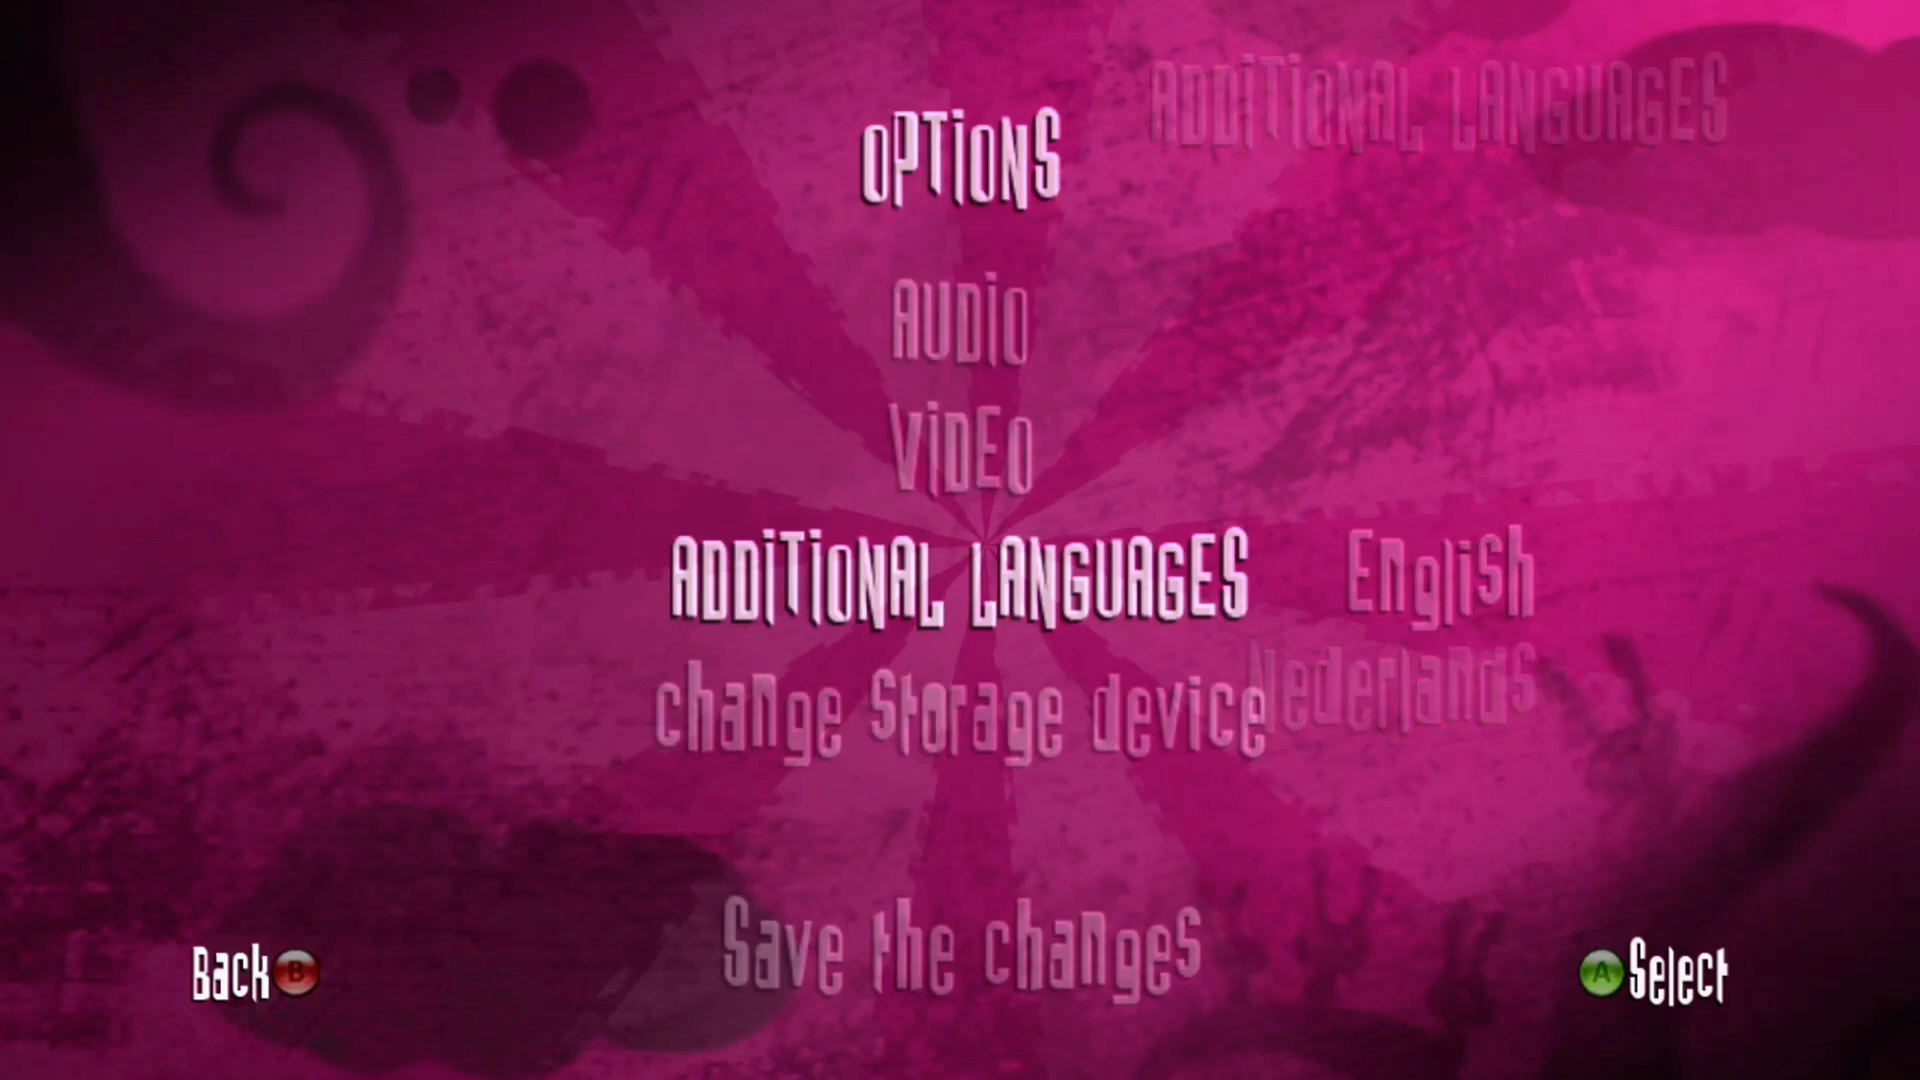 ADDiTiONAL LANGUAGES
OPTiONS
AUDiO
ViDEO
ADDiTiONAL LANGUAGES
English
Nederlands
change Storage device
Save the changes
Back B
A Select